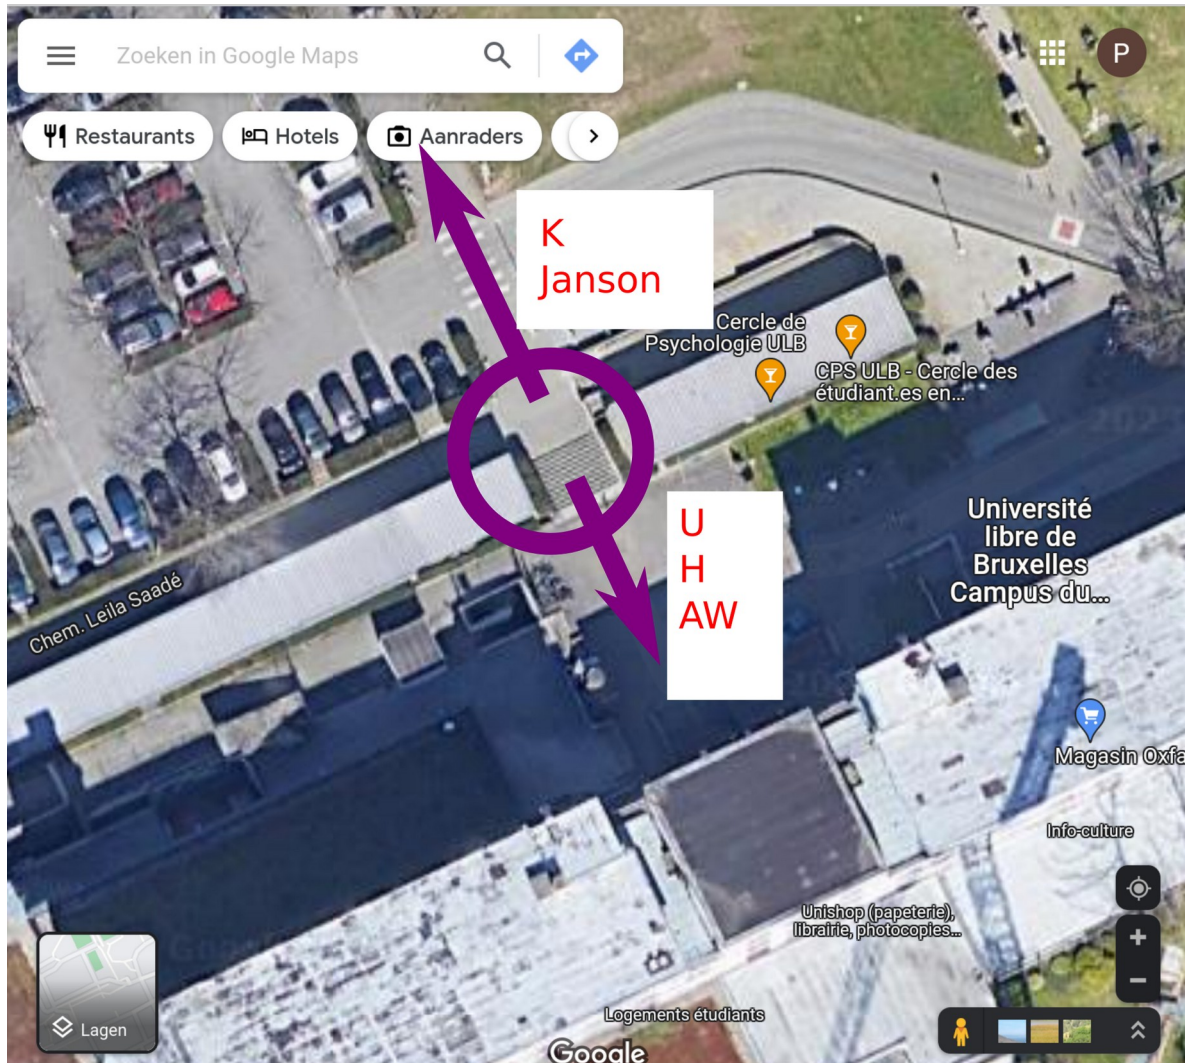 Zoeken in Google Maps
P
Restaurants
Hotels
Aanraders
K
Janson
Cercle de
Psychologie ULB
CPS ULB - Cercle des
étudiant.es en...
U
H
AW
Université
libre de
Bruxelles
Campus du...
Chem. Leila Saadé
Magasin Oxfa
Info-culture
Unishop (papeterie),
librairie, photocopies...
Logements étudiants
Lagen
Google